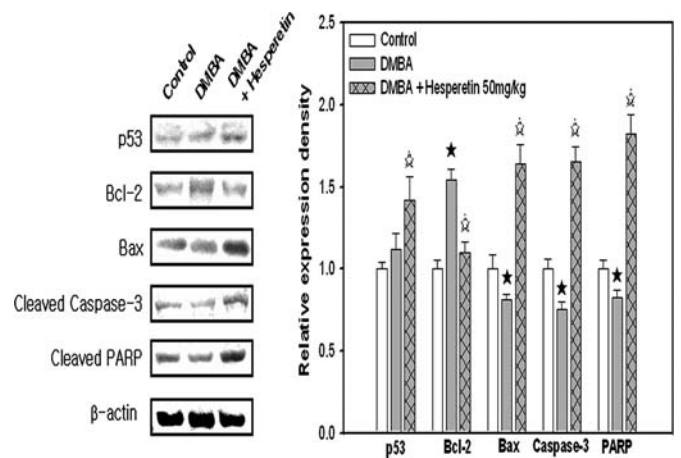 Control
DMBA
DMBA
+ Hesperetin
p53
Bcl-2
Bax
Cleaved Caspase-3
Cleaved PARP
β-actin
Relative expression density
2.5
2.0
1.5
1.0
0.5
0.0
Control
DMBA
DMBA + Hesperetin 50mg/kg
p53 Bcl-2 Bax Caspase-3 PARP